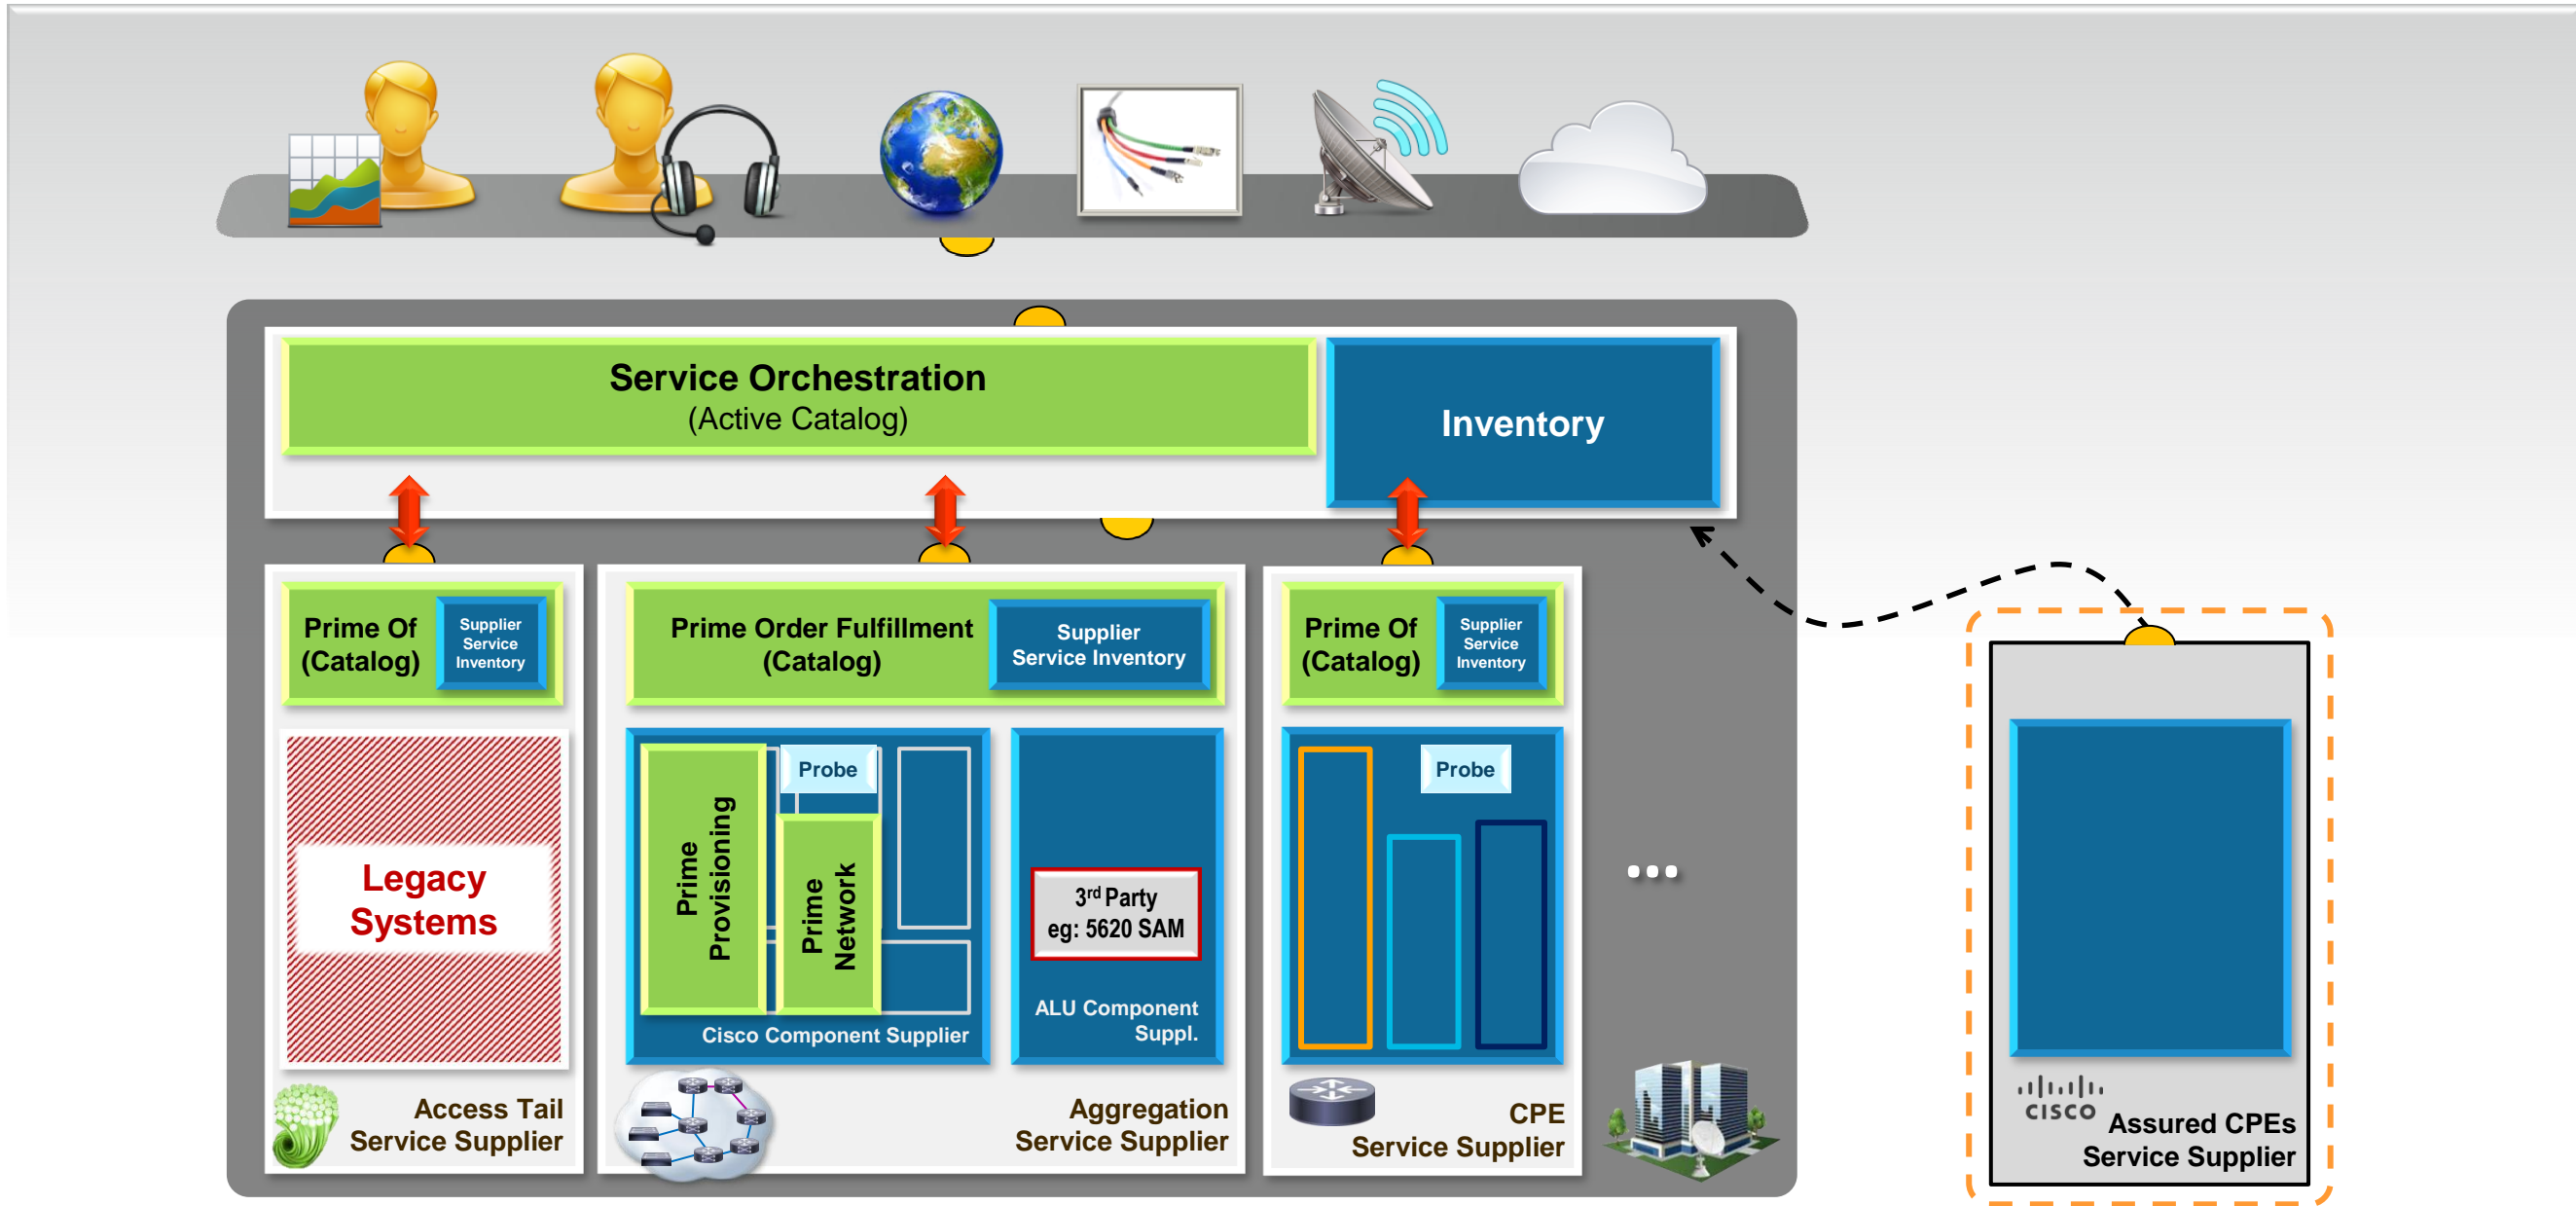 Service Orchestration
(Active Catalog)
Inventory
Prime Of
(Catalog)
Supplier
Service
Inventory
Prime Order Fulfillment
(Catalog)
Supplier
Service Inventory
Prime Of
(Catalog)
Supplier
Service
Inventory
Legacy
Systems
Prime
Provisioning
Probe
Prime
Network
Cisco Component Supplier
3rd Party
eg: 5620 SAM
ALU Component
Suppl.
Probe
...
Access Tail
Service Supplier
Aggregation
Service Supplier
CPE
Service Supplier
CISCO
Assured CPEs
Service Supplier